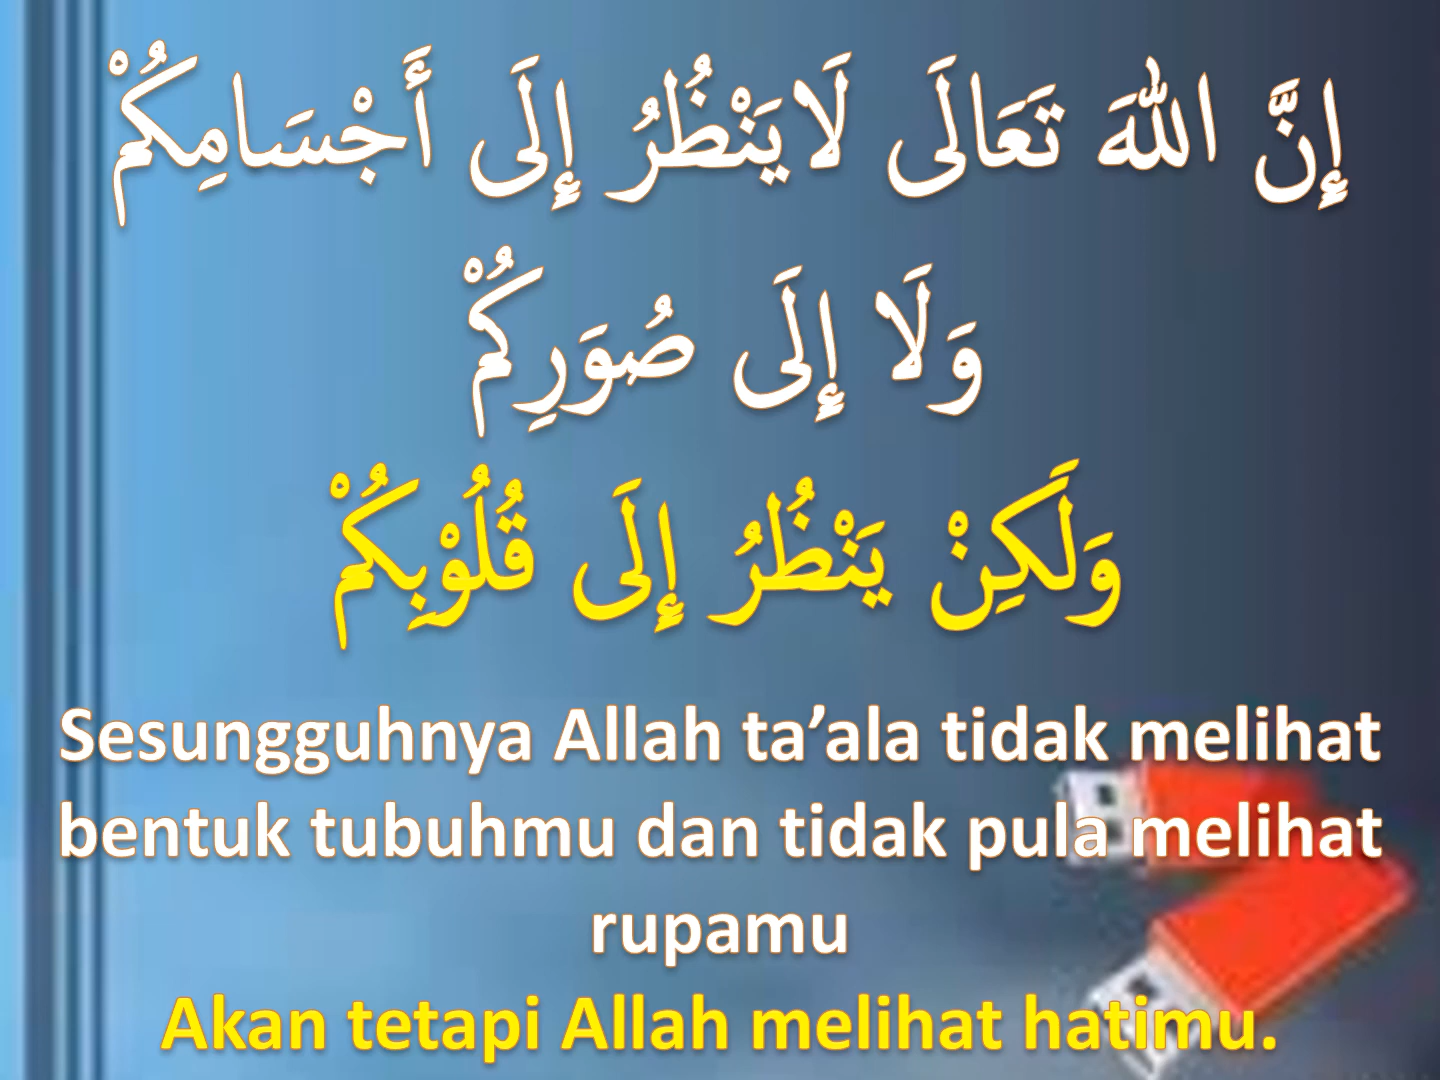 إِنَّ اللهَ تَعَالَى لَايَنْظُرُ إِلَى أَجْسَامِكُمْ
وَلَا إِلَى صُوَرِكُمْ
وَلَكِنْ يَنْظُرُ إِلَى قُلُوْبِكُمْ
Sesungguhnya Allah ta’ala tidak melihat
bentuk tubuhmu dan tidak pula melihat
rupamu
Akan tetapi Allah melihat hatimu.